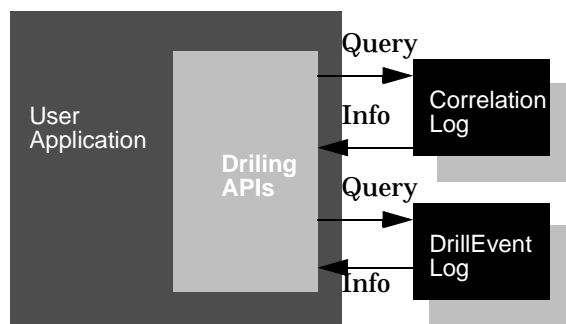 Query
User
Application
Correlation
Log
Info
Driling
APIs
Query
DrillEvent
Log
Info